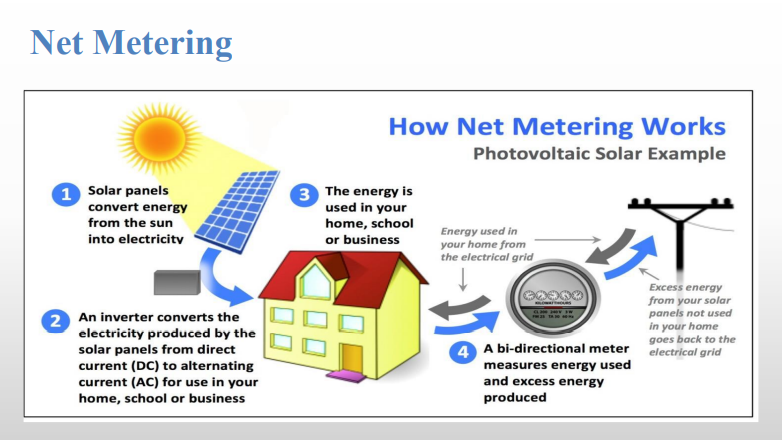 Net Metering
How Net Metering Works
Photovoltaic Solar Example
1
Solar panels
convert energy
from the sun
into electricity
2
An inverter converts the
electricity produced by the
solar panels from direct
current (DC) to alternating
current (AC) for use in your
home, school or business
3
The energy is
used in your
home, school
or business
Energy used in
your home from
the electrical grid
KILOWATTHOURS
4
A bi-directional meter
measures energy used
and excess energy
produced
Excess energy
from your solar
panels not used
in your home
goes back to the
electrical grid